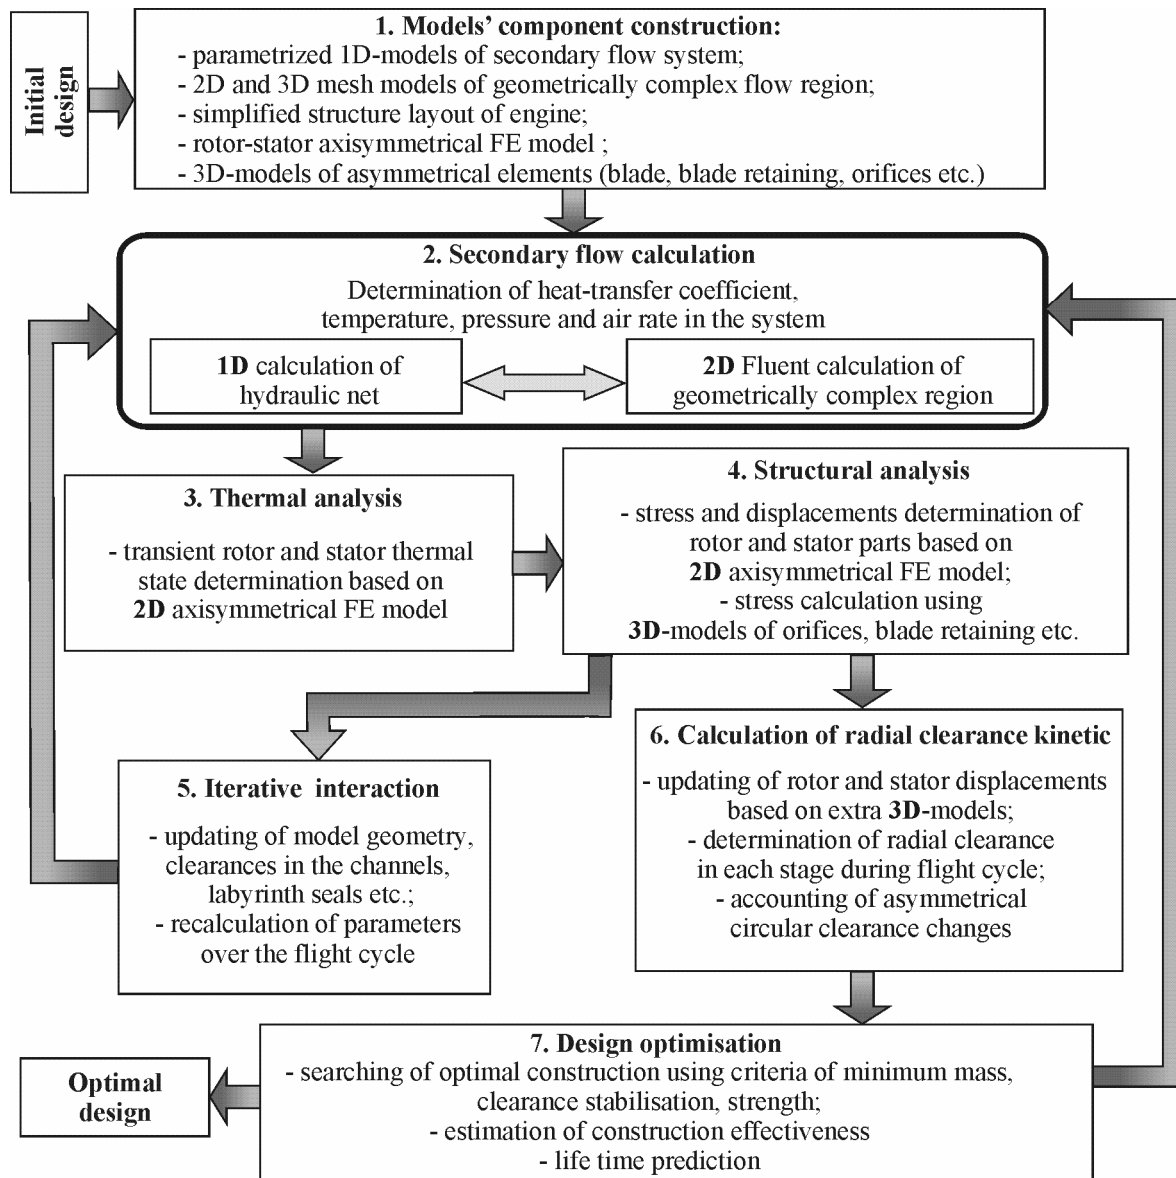 Initial
design
1. Models' component construction:
- parametrized 1D-models of secondary flow system;
- 2D and 3D mesh models of geometrically complex flow region;
- simplified structure layout of engine;
- rotor-stator axisymmetrical FE model ;
- 3D-models of asymmetrical elements (blade, blade retaining, orifices etc.)
2. Secondary flow calculation
Determination of heat-transfer coefficient,
temperature, pressure and air rate in the system
1D calculation of
hydraulic net
2D Fluent calculation of
geometrically complex region
3. Thermal analysis
- transient rotor and stator thermal
state determination based on
2D axisymmetrical FE model
4. Structural analysis
- stress and displacements determination of
rotor and stator parts based on
2D axisymmetrical FE model;
- stress calculation using
3D-models of orifices, blade retaining etc.
5. Iterative interaction
- updating of model geometry,
clearances in the channels,
labyrinth seals etc.;
- recalculation of parameters
over the flight cycle
6. Calculation of radial clearance kinetic
- updating of rotor and stator displacements
based on extra 3D-models;
- determination of radial clearance
in each stage during flight cycle;
- accounting of asymmetrical
circular clearance changes
7. Design optimisation
- searching of optimal construction using criteria of minimum mass,
clearance stabilisation, strength;
- estimation of construction effectiveness
- life time prediction
Optimal
design